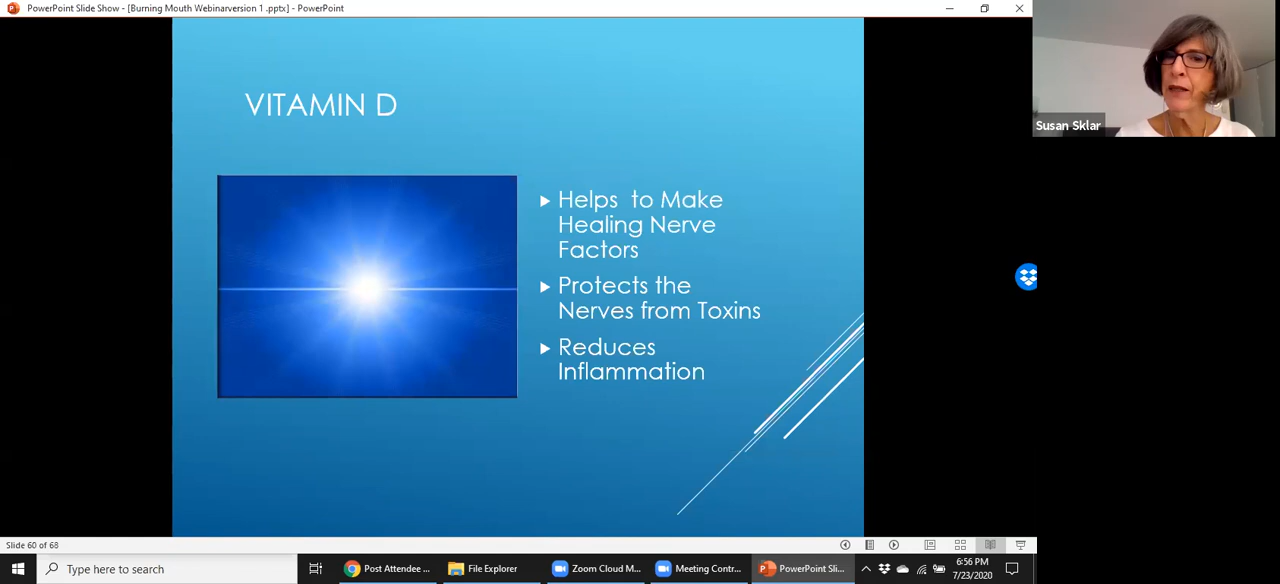 PowerPoint Slide Show - [Burning Mouth Webinarversion 1 .pptx] - PowerPoint
Susan Sklar
VITAMIN D
Helps to Make
Healing Nerve
Factors
Protects the
Nerves from Toxins
Reduces
Inflammation
Slide 60 of 68
Type here to search
Post Attendee ...
File Explorer
Zoom Cloud M...
Meeting Contr...
PowerPoint Sli...
6:56 PM
7/23/2020